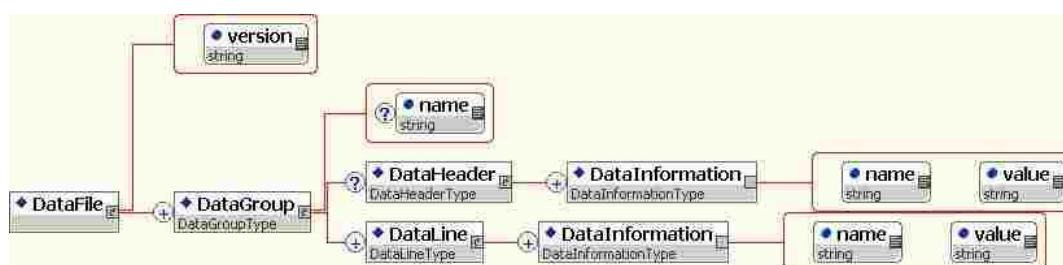 version
string
name
string
DataHeader
DataHeaderType
DataInformation
DataInformationType
name
string
value
string
DataFile
DataGroup
DataGroupType
DataLine
DataLineType
DataInformation
DataInformationType
name
string
value
string